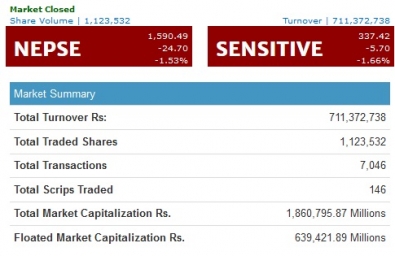 Market Closed
Share Volume | 1,123,532 Turnover | 711,372,738
NEPSE 1,590.49 -24.70 -1.53%
SENSITIVE 337.42 -5.70 -1.66%
Market Summary
Total Turnover Rs: 711,372,738
Total Traded Shares 1,123,532
Total Transactions 7,046
Total Scrips Traded 146
Total Market Capitalization Rs. 1,860,795.87 Millions
Floated Market Capitalization Rs. 639,421.89 Millions